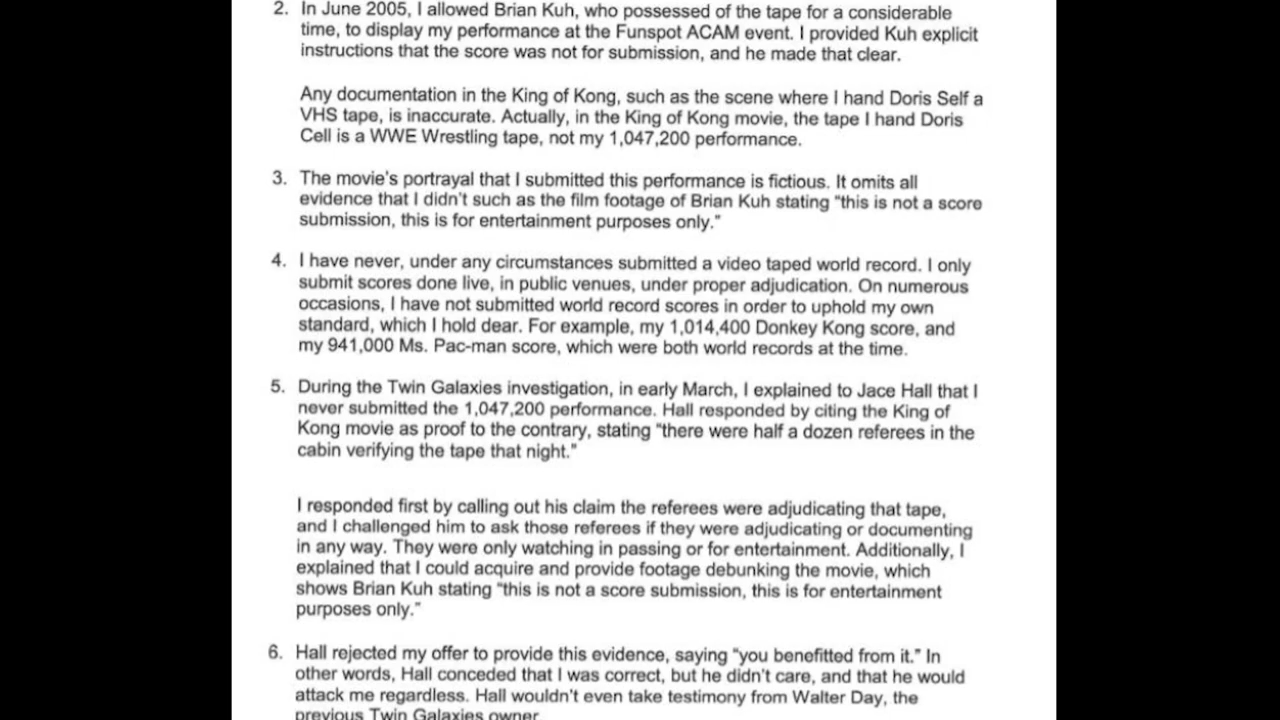 2. In June 2005, I allowed Brian Kuh, who possessed of the tape for a considerable
time, to display my performance at the Funspot ACAM event. I provided Kuh explicit
instructions that the score was not for submission, and he made that clear.
Any documentation in the King of Kong, such as the scene where I hand Doris Self a
VHS tape, is inaccurate. Actually, in the King of Kong movie, the tape I hand Doris
Cell is a WWE Wrestling tape, not my 1,047,200 performance.
3. The movie's portrayal that I submitted this performance is fictious. It omits all
evidence that I didn't such as the film footage of Brian Kuh stating "this is not a score
submission, this is for entertainment purposes only."
4. I have never, under any circumstances submitted a video taped world record. I only
submit scores done live, in public venues, under proper adjudication. On numerous
occasions, I have not submitted world record scores in order to uphold my own
standard, which I hold dear. For example, my 1,014,400 Donkey Kong score, and
my 941,000 Ms. Pac-man score, which were both world records at the time.
5. During the Twin Galaxies investigation, in early March, I explained to Jace Hall that I
never submitted the 1,047,200 performance. Hall responded by citing the King of
Kong movie as proof to the contrary, stating "there were half a dozen referees in the
cabin verifying the tape that night."
I responded first by calling out his claim the referees were adjudicating that tape,
and I challenged him to ask those referees if they were adjudicating or documenting
in any way. They were only watching in passing or for entertainment. Additionally, I
explained that I could acquire and provide footage debunking the movie, which
shows Brian Kuh stating "this is not a score submission, this is for entertainment
purposes only."
6. Hall rejected my offer to provide this evidence, saying "you benefitted from it." In
other words, Hall conceded that I was correct, but he didn't care, and that he would
attack me regardless. Hall wouldn't even take testimony from Walter Day, the
previous Twin Galaxies owner